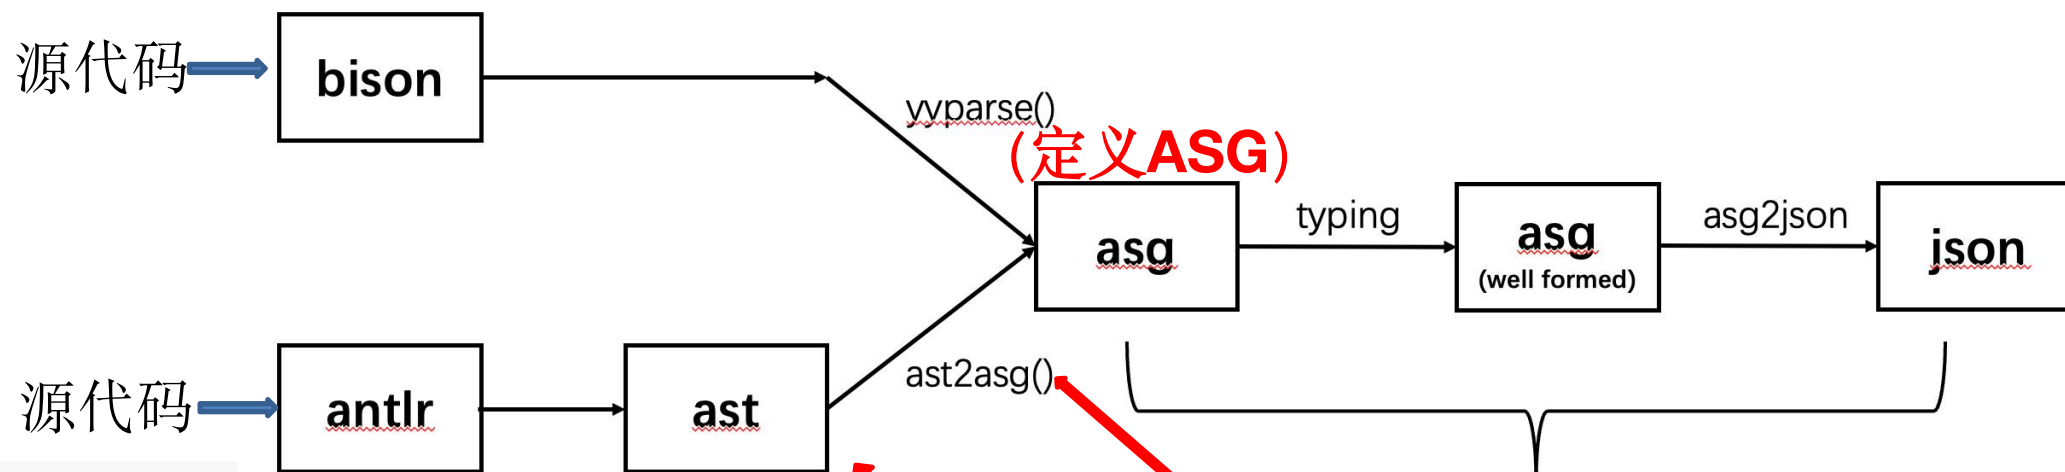 源代码
bison
yyparse()
(定义ASG)
asg
typing
asg
(well formed)
asg2json
json
源代码
antlr
ast
ast2asg()